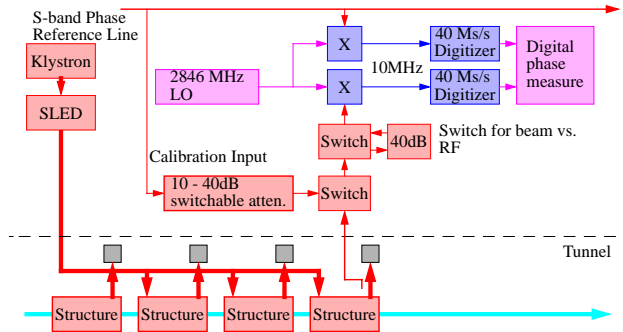 S-band Phase
Reference Line
Klystron
SLED
2846 MHz
LO
X
X
10MHz
40 Ms/s
Digitizer
40 Ms/s
Digitizer
Digital
phase
measure
Switch
40dB
Switch for beam vs.
RF
Calibration Input
10 - 40dB
switchable atten.
Switch
Tunnel
Structure
Structure
Structure
Structure